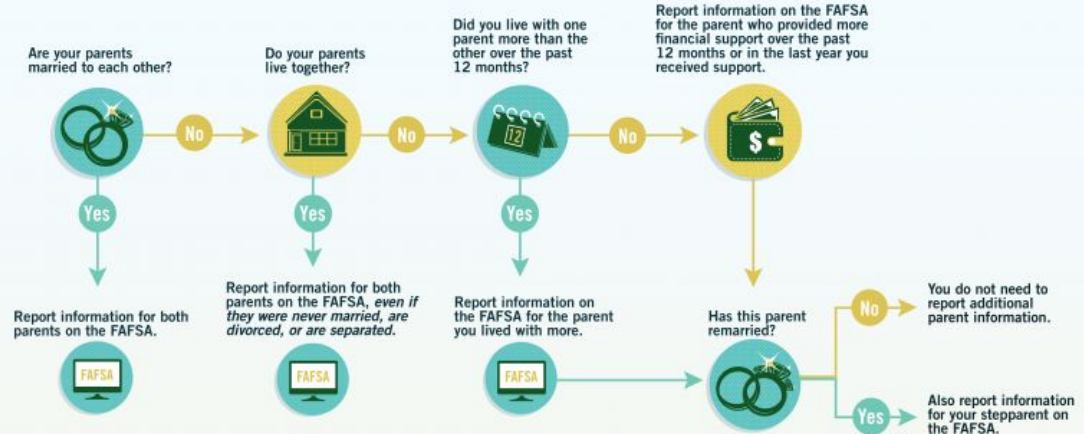 Are your parents
married to each other?
No
Yes
Report information for both
parents on the FAFSA.
FAFSA
Do your parents
live together?
No
Yes
Report information for both
parents on the FAFSA, even if
they were never married, are
divorced, or are separated.
FAFSA
Did you live with one
parent more than the
other over the past
12 months?
12
No
Yes
Report information on
the FAFSA for the parent
you lived with more.
FAFSA
Report information on the FAFSA
for the parent who provided more
financial support over the past
12 months or in the last year you
received support.
$
Has this parent
remarried?
No
You do not need to
report additional
parent information.
Yes
Also report information
for your stepparent on
the FAFSA.